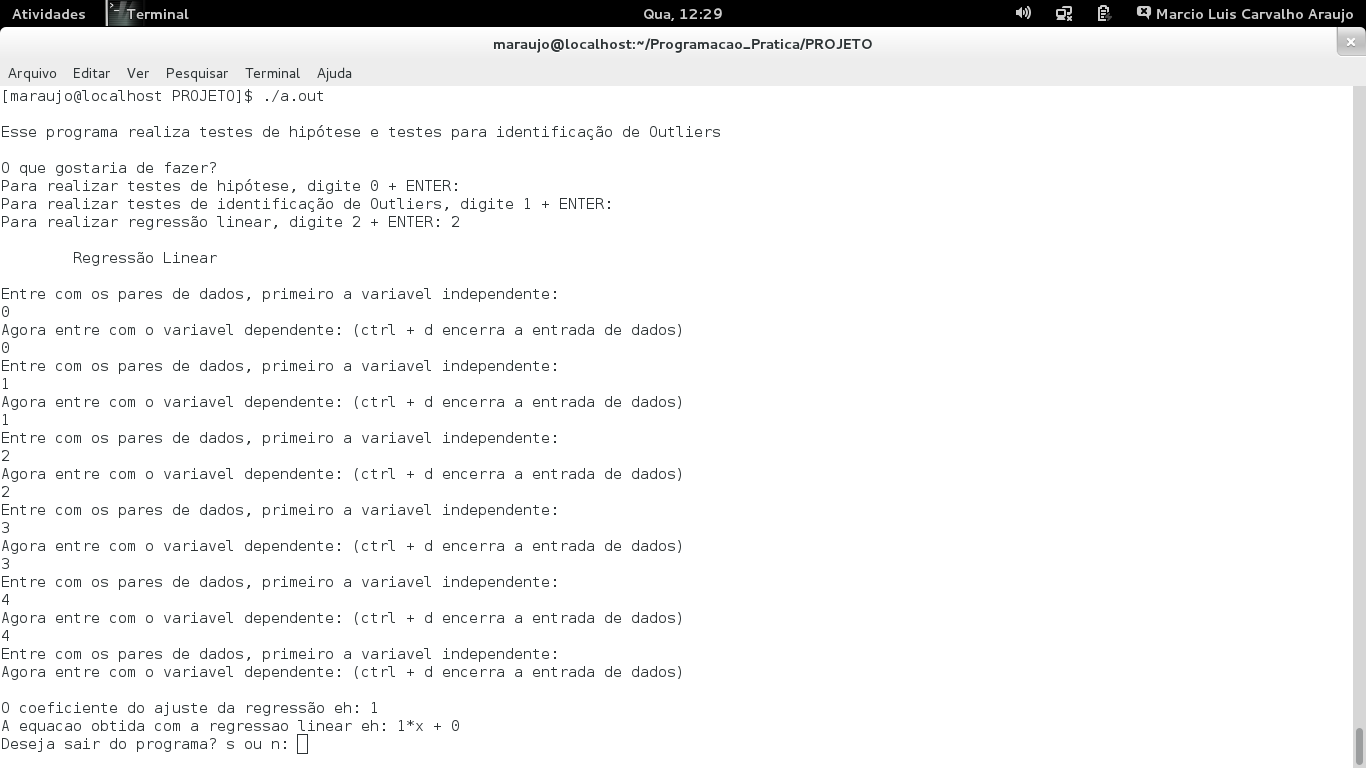 Atividades Terminal Qua, 12:29 Marcio Luis Carvalho Araujo
maraujo@localhost:~/Programacao_Pratica/PROJETO
Arquivo Editar Ver Pesquisar Terminal Ajuda
[maraujo@localhost PROJETO]$ ./a.out
Esse programa realiza testes de hipótese e testes para identificação de Outliers
O que gostaria de fazer?
Para realizar testes de hipótese, digite 0 + ENTER:
Para realizar testes de identificação de Outliers, digite 1 + ENTER:
Para realizar regressão linear, digite 2 + ENTER: 2
Regressão Linear
Entre com os pares de dados, primeiro a variavel independente:
0
Agora entre com o variavel dependente: (ctrl + d encerra a entrada de dados)
0
Entre com os pares de dados, primeiro a variavel independente:
1
Agora entre com o variavel dependente: (ctrl + d encerra a entrada de dados)
1
Entre com os pares de dados, primeiro a variavel independente:
2
Agora entre com o variavel dependente: (ctrl + d encerra a entrada de dados)
2
Entre com os pares de dados, primeiro a variavel independente:
3
Agora entre com o variavel dependente: (ctrl + d encerra a entrada de dados)
3
Entre com os pares de dados, primeiro a variavel independente:
4
Agora entre com o variavel dependente: (ctrl + d encerra a entrada de dados)
4
Entre com os pares de dados, primeiro a variavel independente:
Agora entre com o variavel dependente: (ctrl + d encerra a entrada de dados)
O coeficiente do ajuste da regressão eh: 1
A equacao obtida com a regressao linear eh: 1*x + 0
Deseja sair do programa? s ou n: